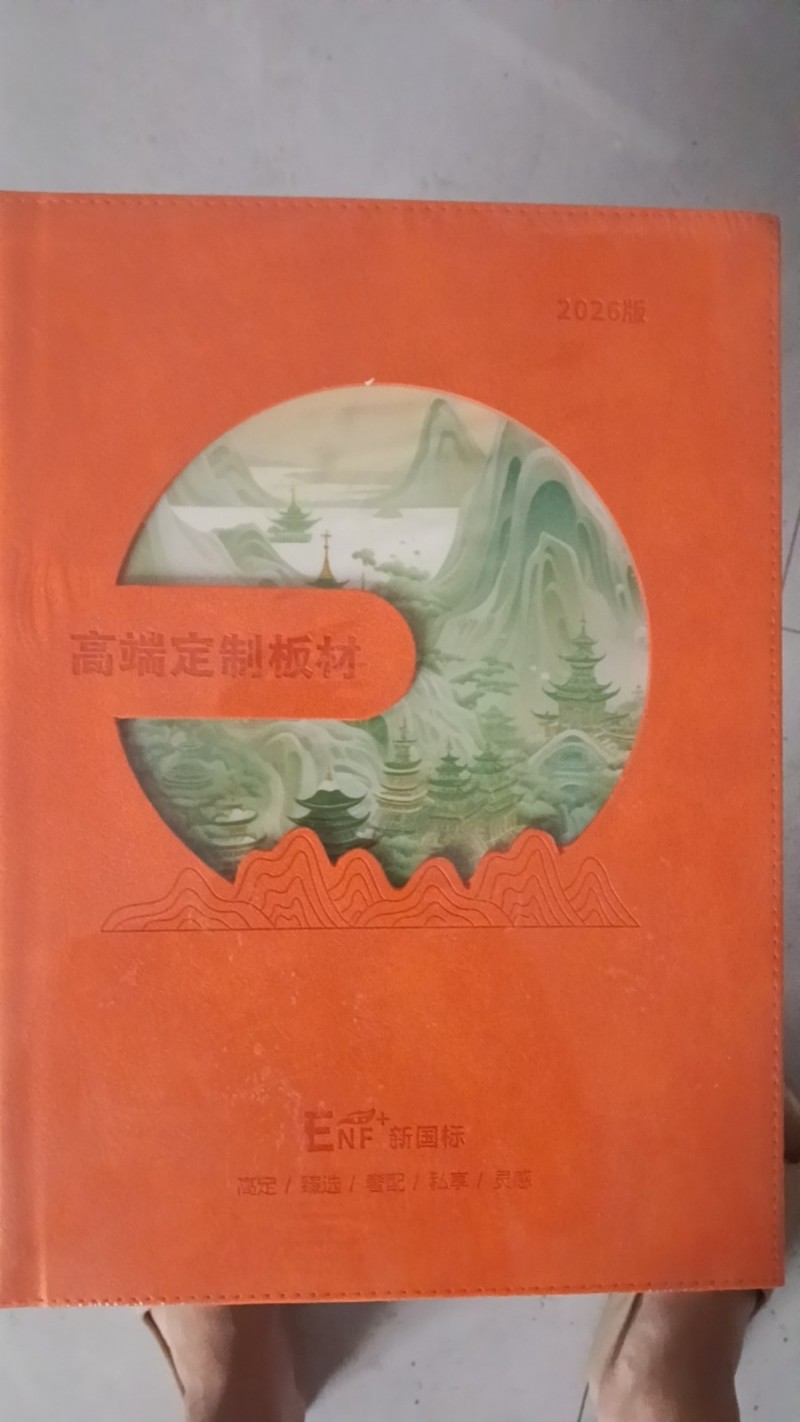 2026版
高端定制板材
ENF+ 新国标
高定 / 臻选 / 奢配 / 私享 / 灵感